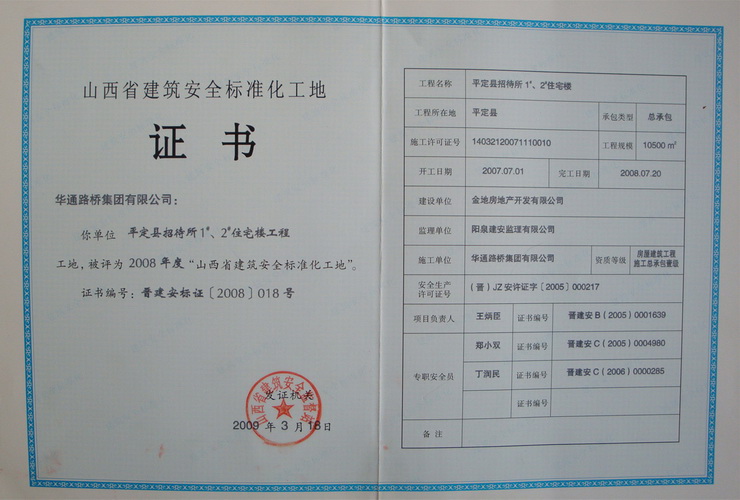 山西省建筑安全标准化工地
证书
华通路桥集团有限公司：
你单位 平定县招待所1#、2#住宅楼工程
工地，被评为2008年度“山西省建筑安全标准化工地”。
证书编号：晋建安标证〔2008〕018号
山西省建筑安全监督站
发证机关
2009年3月18日
工程名称 平定县招待所1#、2#住宅楼
工程所在地 平定县 承包类型 总承包
施工许可证号 14032120071110010 工程规模 10500㎡
开工日期 2007.07.01 完工日期 2008.07.20
建设单位 金地房地产开发有限公司
监理单位 阳泉建安监理有限公司
施工单位 华通路桥集团有限公司 资质等级 房屋建筑工程
施工总承包壹级
安全生产
许可证号 （晋）JZ安许证字〔2005〕000217
项目负责人 王炳臣 证书编号 晋建安B（2005）0001639
专职安全员 郑小双 证书编号 晋建安C（2005）0004980
丁润民 证书编号 晋建安C（2006）0000285
证书编号
备注